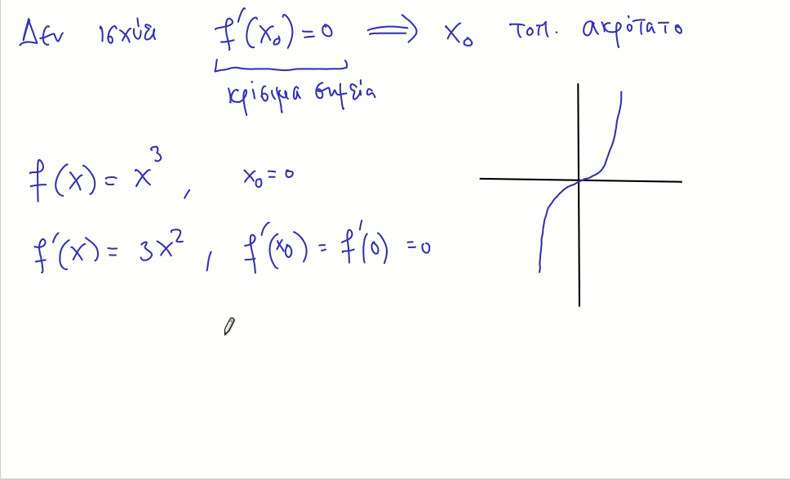 Δεν ισχύει f'(x₀) = 0 ⟹ x₀ τοπ. ακρότατο
κρίσιμα σημεία
f(x) = x³, x₀ = 0
f'(x) = 3x², f'(x₀) = f'(0) = 0